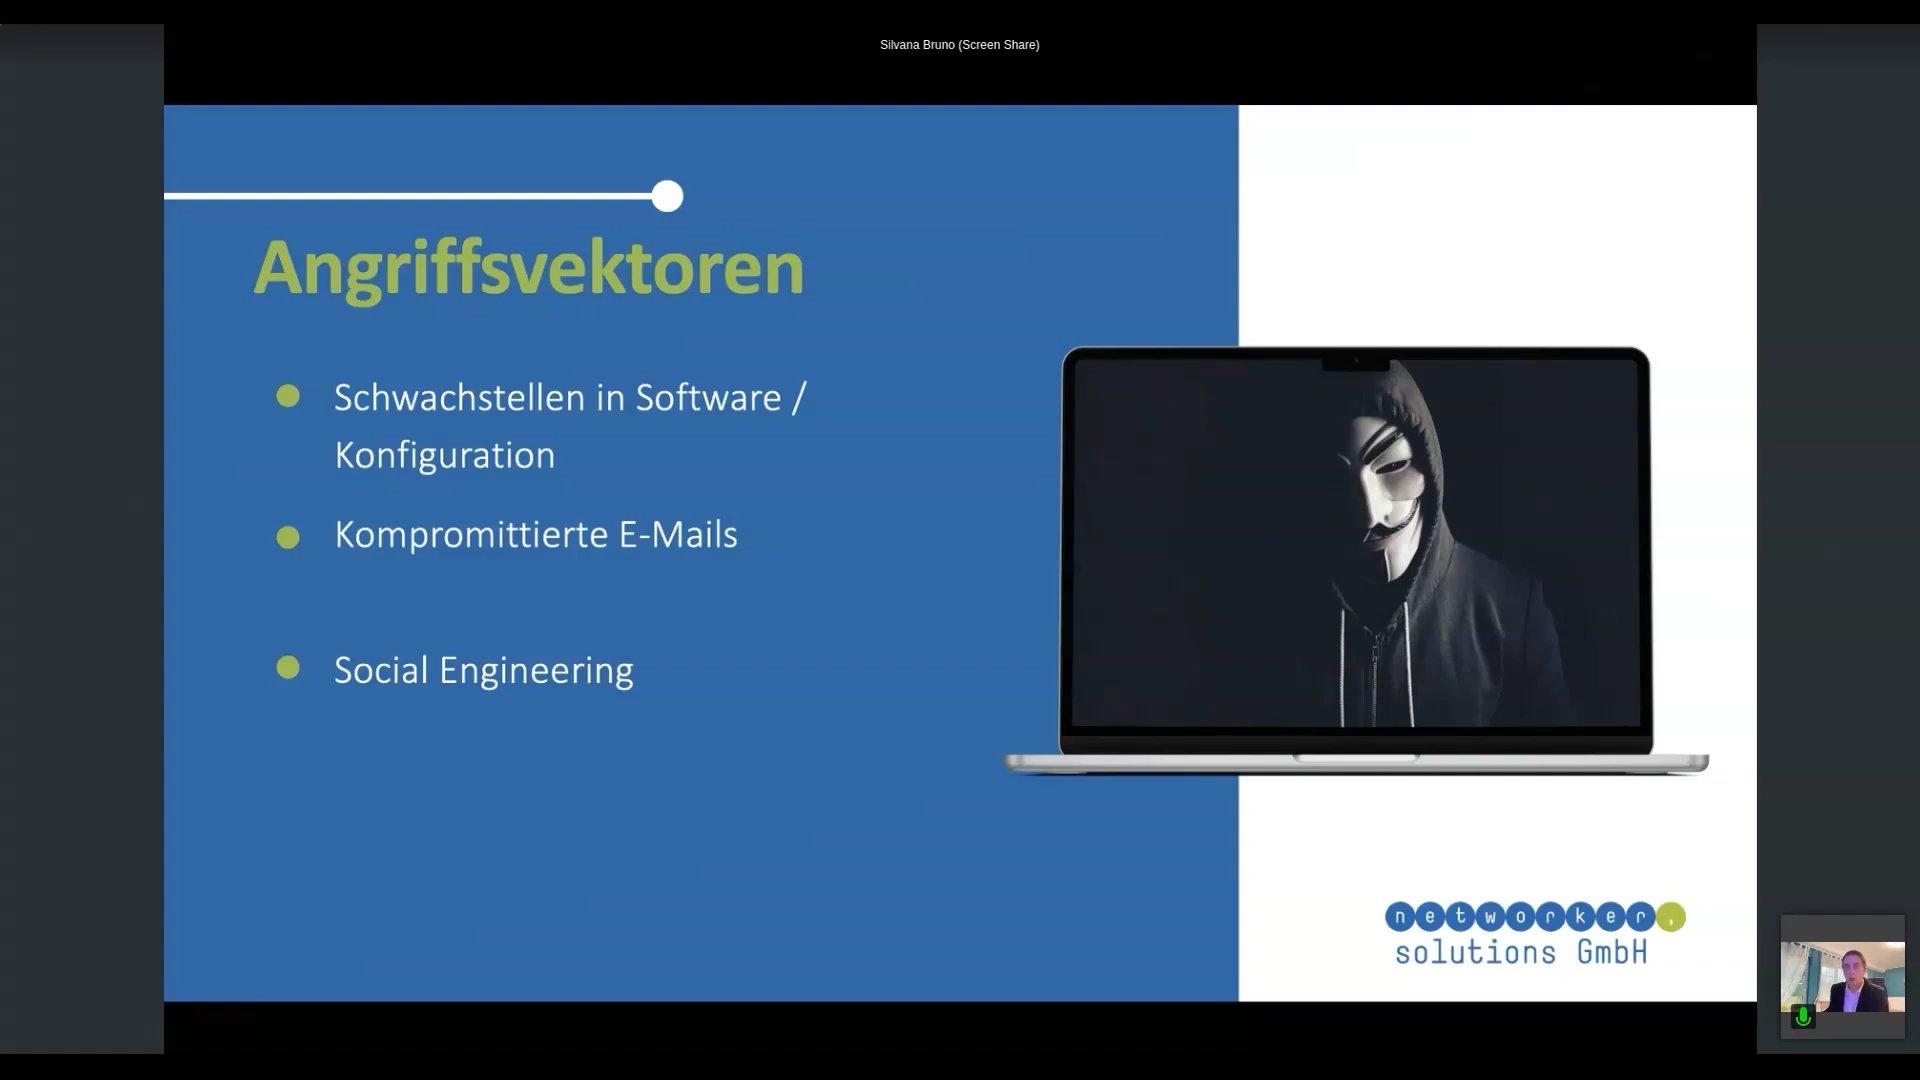 Silvana Bruno (Screen Share)
Angriffsvektoren
Schwachstellen in Software /
Konfiguration
Kompromittierte E-Mails
Social Engineering
networker,
solutions GmbH